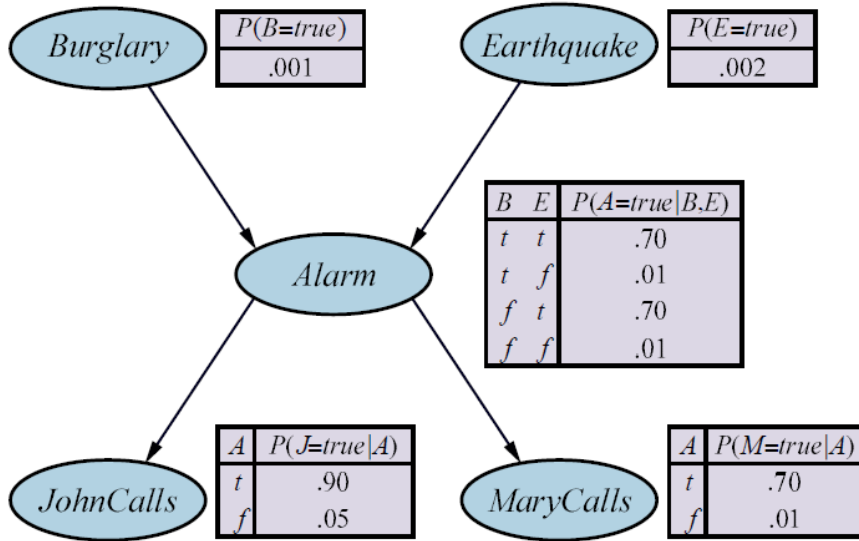 Burglary
P(B=true)
.001
Earthquake
P(E=true)
.002
B E P(A=true|B,E)
t t .70
t f .01
f t .70
f f .01
Alarm
JohnCalls
A P(J=true|A)
t .90
f .05
MaryCalls
A P(M=true|A)
t .70
f .01